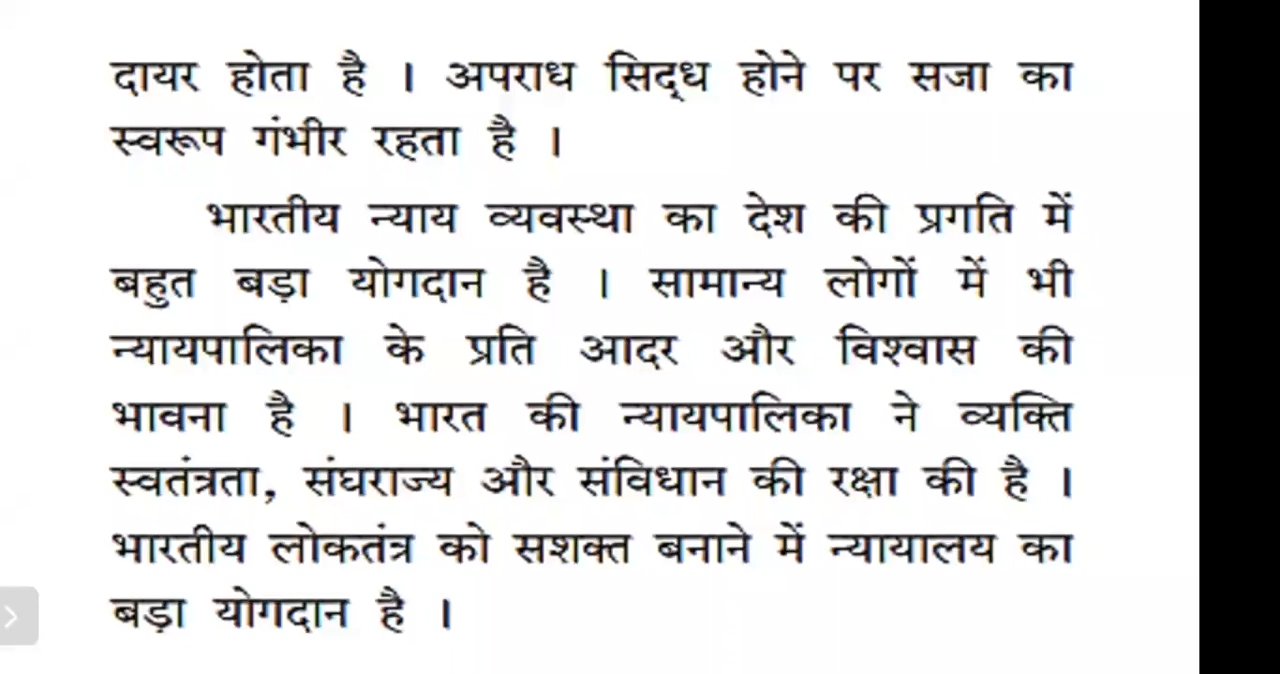 दायर होता है । अपराध सिद्ध होने पर सजा का
स्वरूप गंभीर रहता है ।
भारतीय न्याय व्यवस्था का देश की प्रगति में
बहुत बड़ा योगदान है । सामान्य लोगों में भी
न्यायपालिका के प्रति आदर और विश्वास की
भावना है । भारत की न्यायपालिका ने व्यक्ति
स्वतंत्रता, संघराज्य और संविधान की रक्षा की है ।
भारतीय लोकतंत्र को सशक्त बनाने में न्यायालय का
बड़ा योगदान है ।